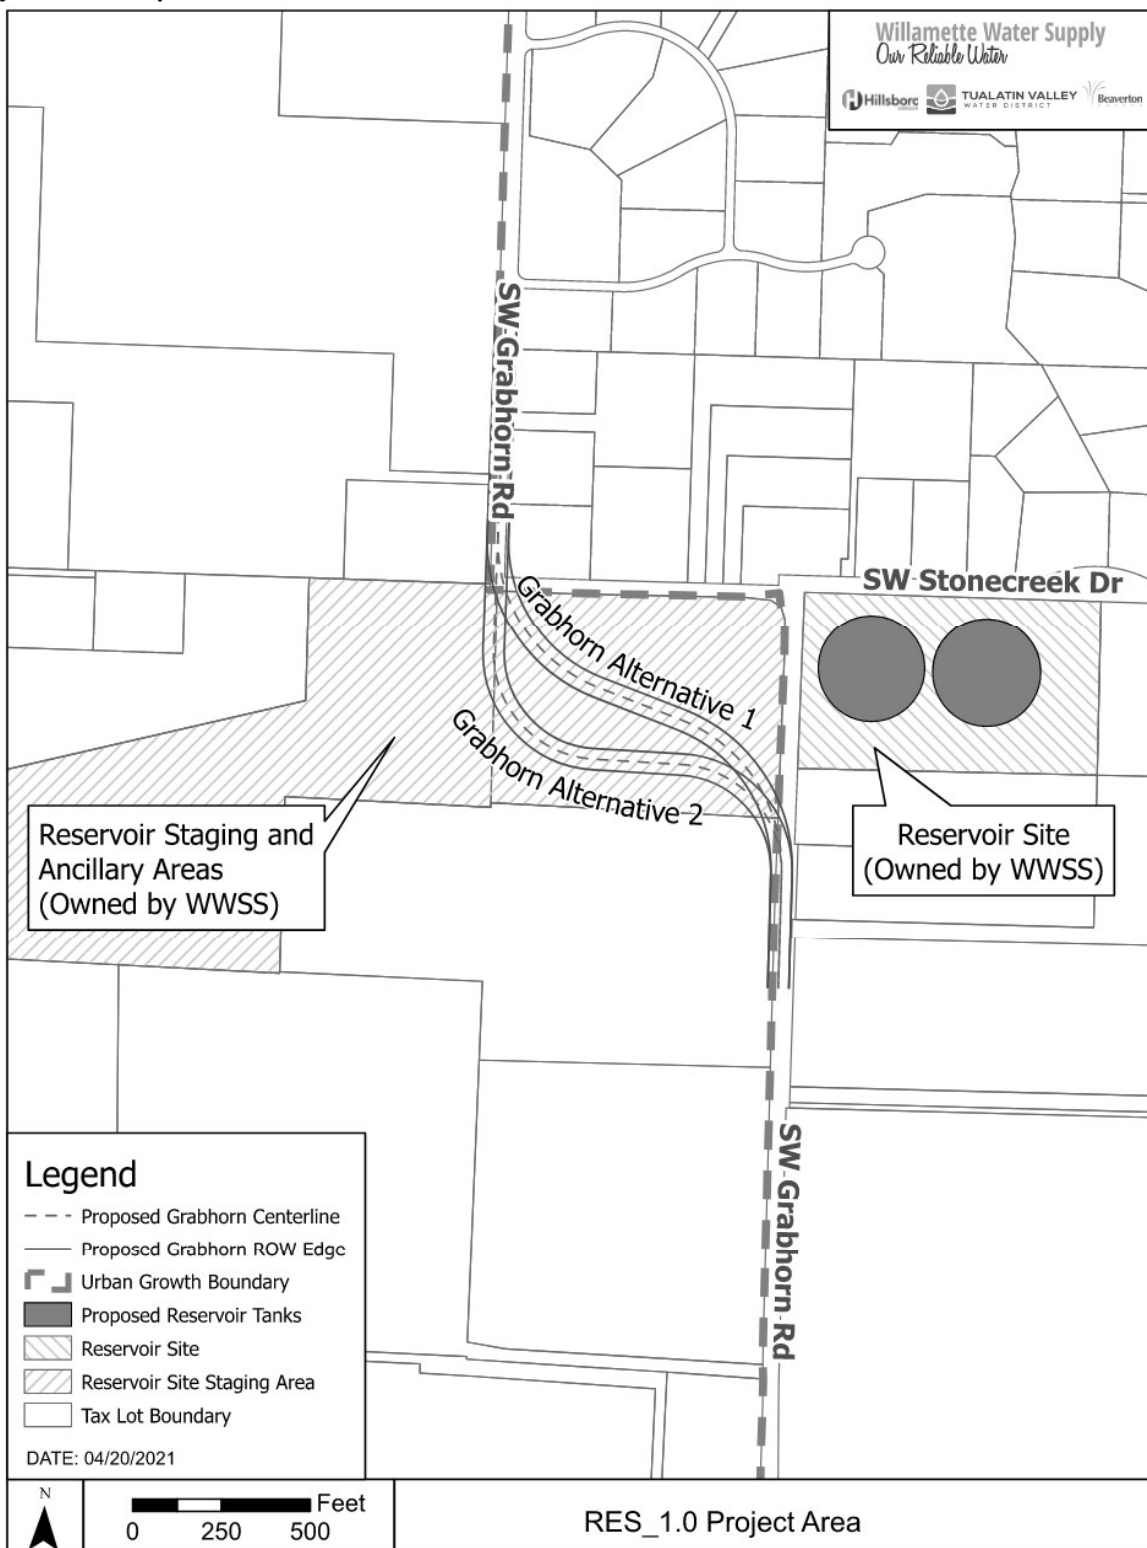 Willamette Water Supply
Our Reliable Water
Hillsboro
TUALATIN VALLEY
WATER DISTRICT
Beaverton
SW Grabhorn Rd
SW Stonecreek Dr
Grabhorn Alternative 1
Grabhorn Alternative 2
Reservoir Staging and
Ancillary Areas
(Owned by WWSS)
Reservoir Site
(Owned by WWSS)
SW Grabhorn Rd
Legend
Proposed Grabhorn Centerline
Proposed Grabhorn ROW Edge
Urban Growth Boundary
Proposed Reservoir Tanks
Reservoir Site
Reservoir Site Staging Area
Tax Lot Boundary
DATE: 04/20/2021
N
Feet
0 250 500
RES_1.0 Project Area